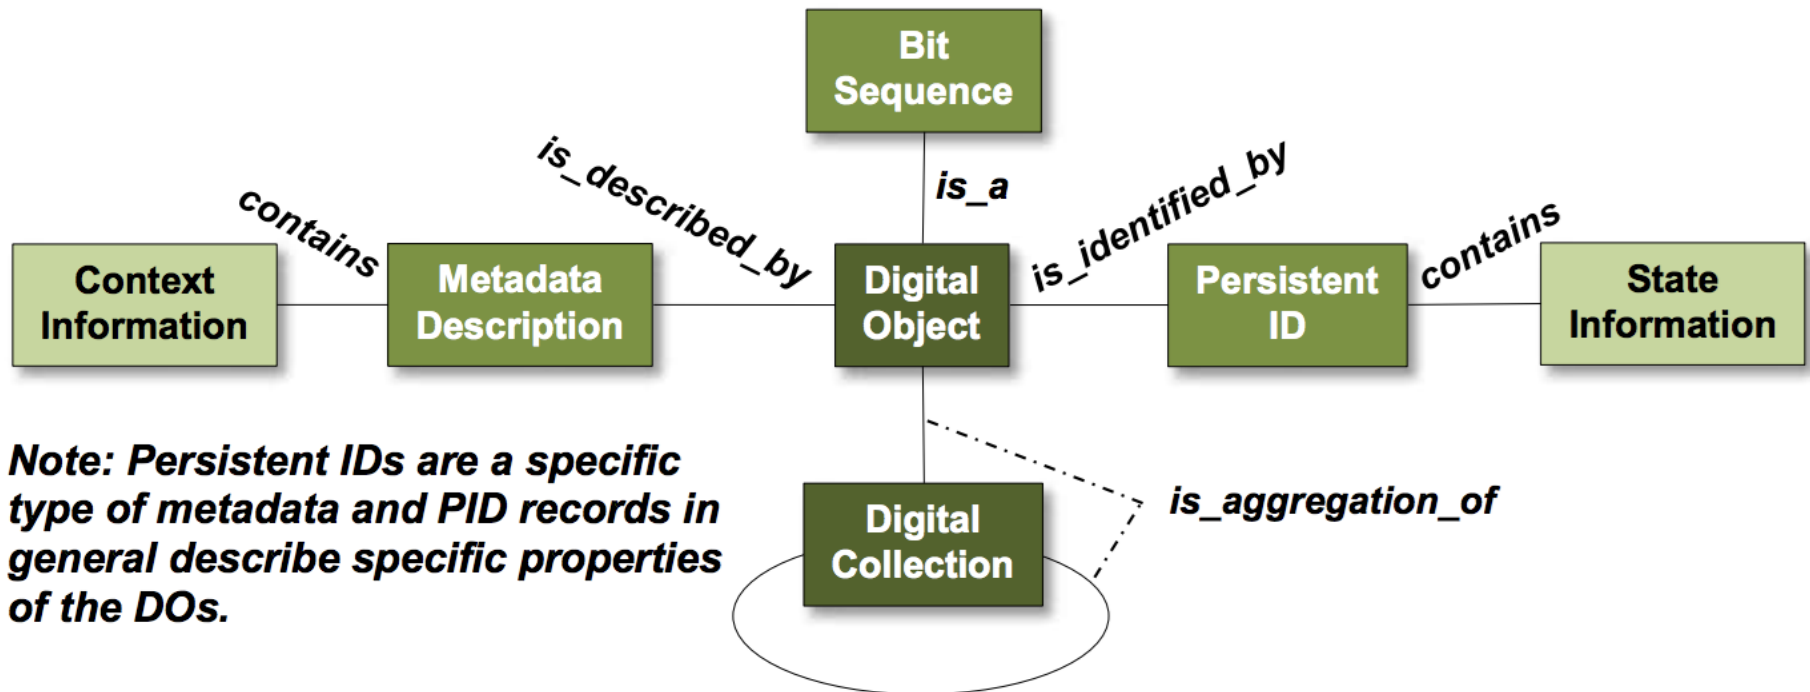 Bit
Sequence
is_described_by
is_a
is_identified_by
contains
contains
Context
Information
Metadata
Description
Digital
Object
Persistent
ID
State
Information
Note: Persistent IDs are a specific
type of metadata and PID records in
general describe specific properties
of the DOs.
Digital
Collection
is_aggregation_of